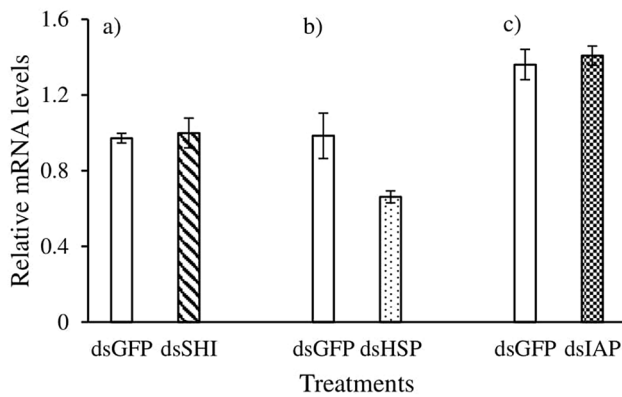 a) b) c)
Relative mRNA levels
1.6
1.2
0.8
0.4
0
dsGFP dsSHI dsGFP dsHSP dsGFP dsIAP
Treatments